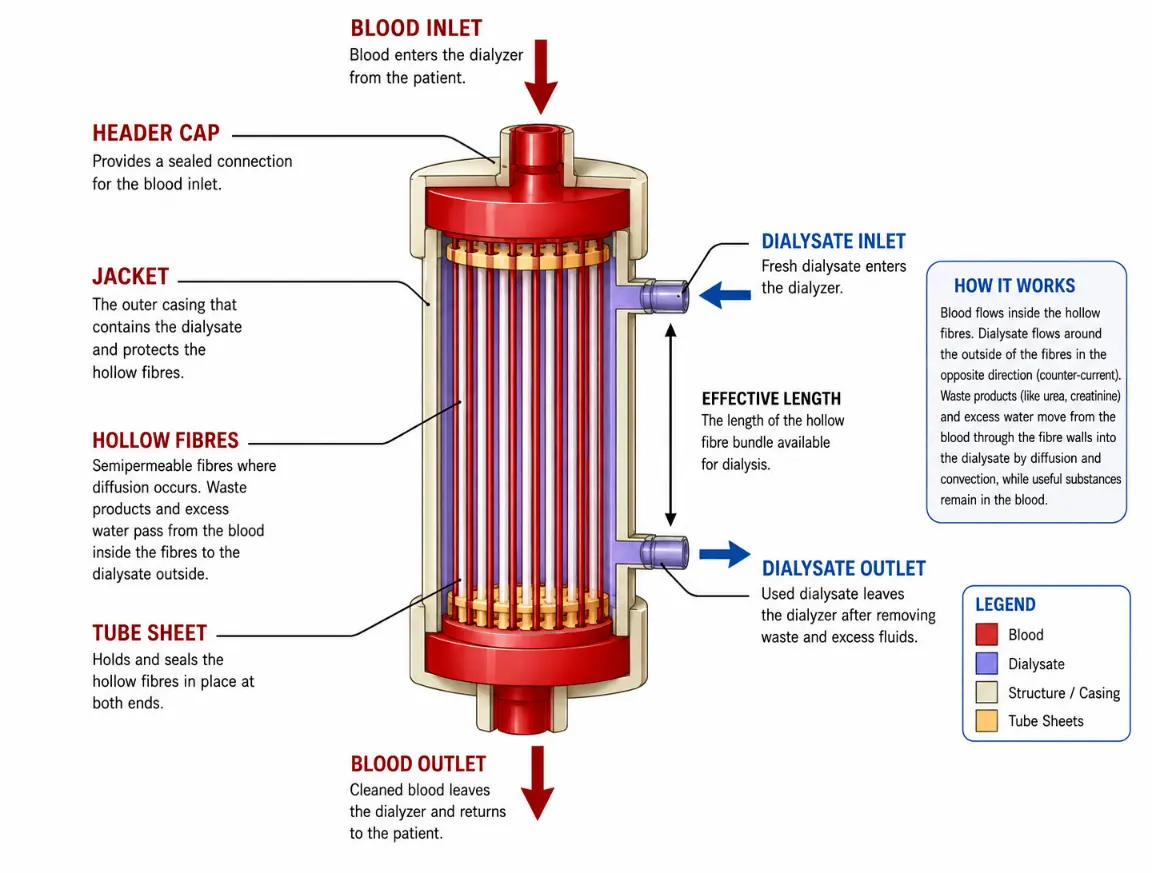 BLOOD INLET
Blood enters the dialyzer
from the patient.
HEADER CAP
Provides a sealed connection
for the blood inlet.
JACKET
The outer casing that
contains the dialysate
and protects the
hollow fibres.
HOLLOW FIBRES
Semipermeable fibres where
diffusion occurs. Waste
products and excess
water pass from the blood
inside the fibres to the
dialysate outside.
TUBE SHEET
Holds and seals the
hollow fibres in place at
both ends.
BLOOD OUTLET
Cleaned blood leaves
the dialyzer and returns
to the patient.
DIALYSATE INLET
Fresh dialysate enters
the dialyzer.
EFFECTIVE LENGTH
The length of the hollow
fibre bundle available
for dialysis.
DIALYSATE OUTLET
Used dialysate leaves
the dialyzer after removing
waste and excess fluids.
HOW IT WORKS
Blood flows inside the hollow
fibres. Dialysate flows around
the outside of the fibres in the
opposite direction (counter-current).
Waste products (like urea, creatinine)
and excess water move from the
blood through the fibre walls into
the dialysate by diffusion and
convection, while useful substances
remain in the blood.
LEGEND
Blood
Dialysate
Structure / Casing
Tube Sheets